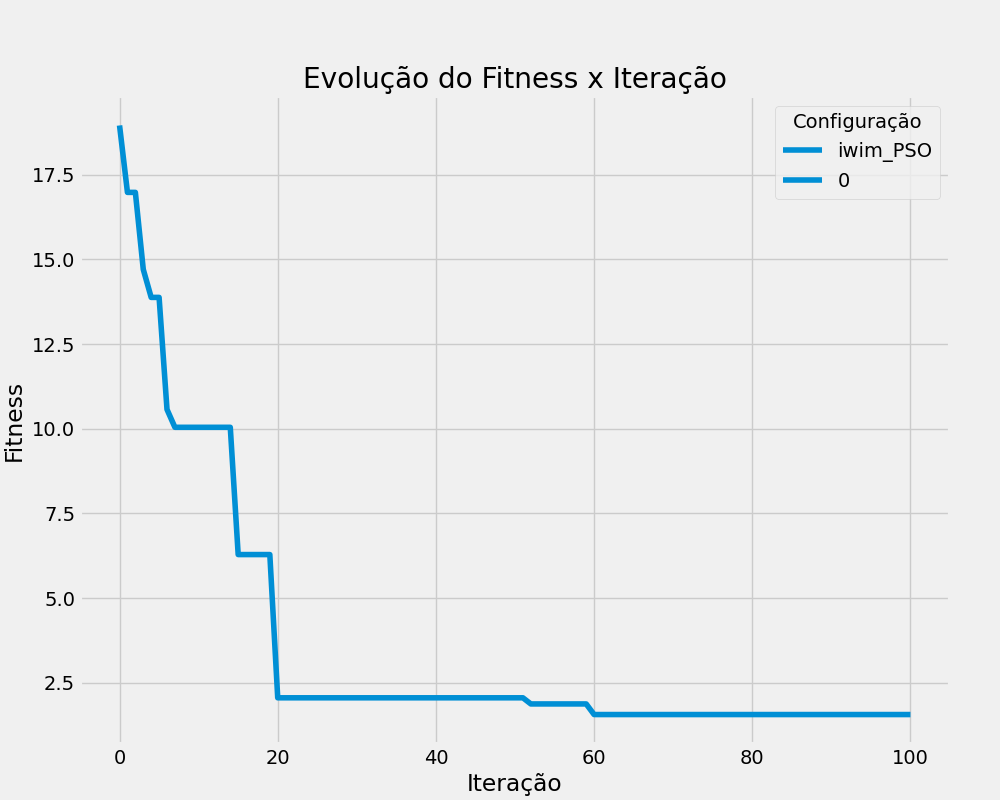 Evolução do Fitness x Iteração
Configuração
iwim_PSO
0
17.5
15.0
12.5
10.0
7.5
5.0
2.5
Fitness
0 20 40 60 80 100
Iteração